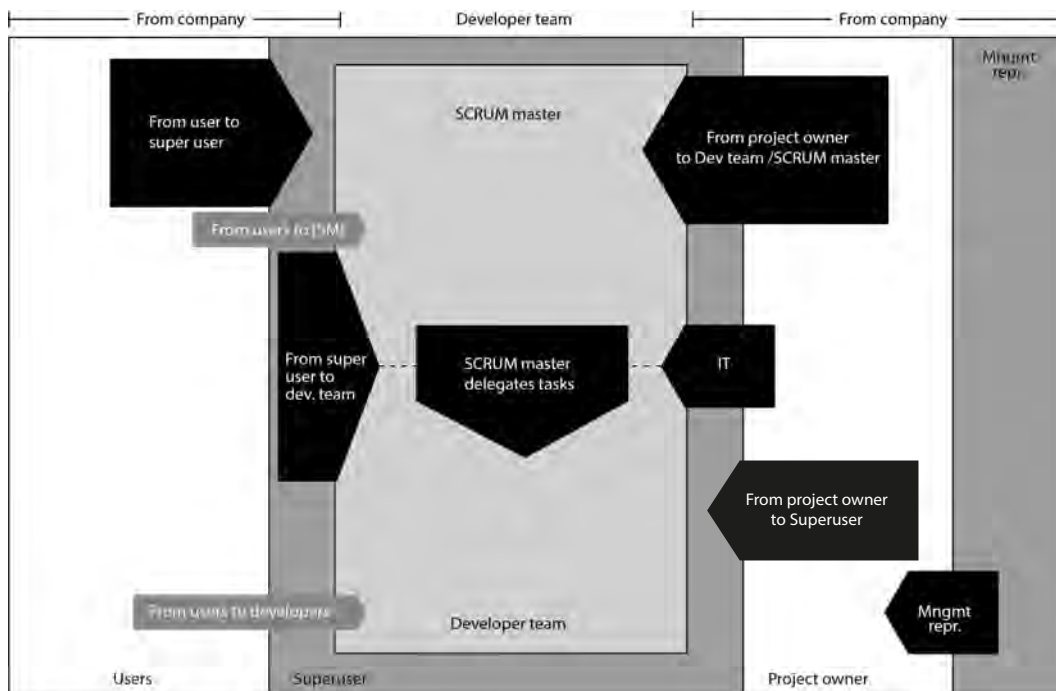 From company
Developer team
From company
Mngmt
repr.
From user to
super user
SCRUM master
From project owner
to Dev team /SCRUM master
From users to [SM]
From super
user to
dev. team
SCRUM master
delegates tasks
IT
From project owner
to Superuser
From users to developers
Developer team
Mngmt
repr.
Users
Superuser
Project owner